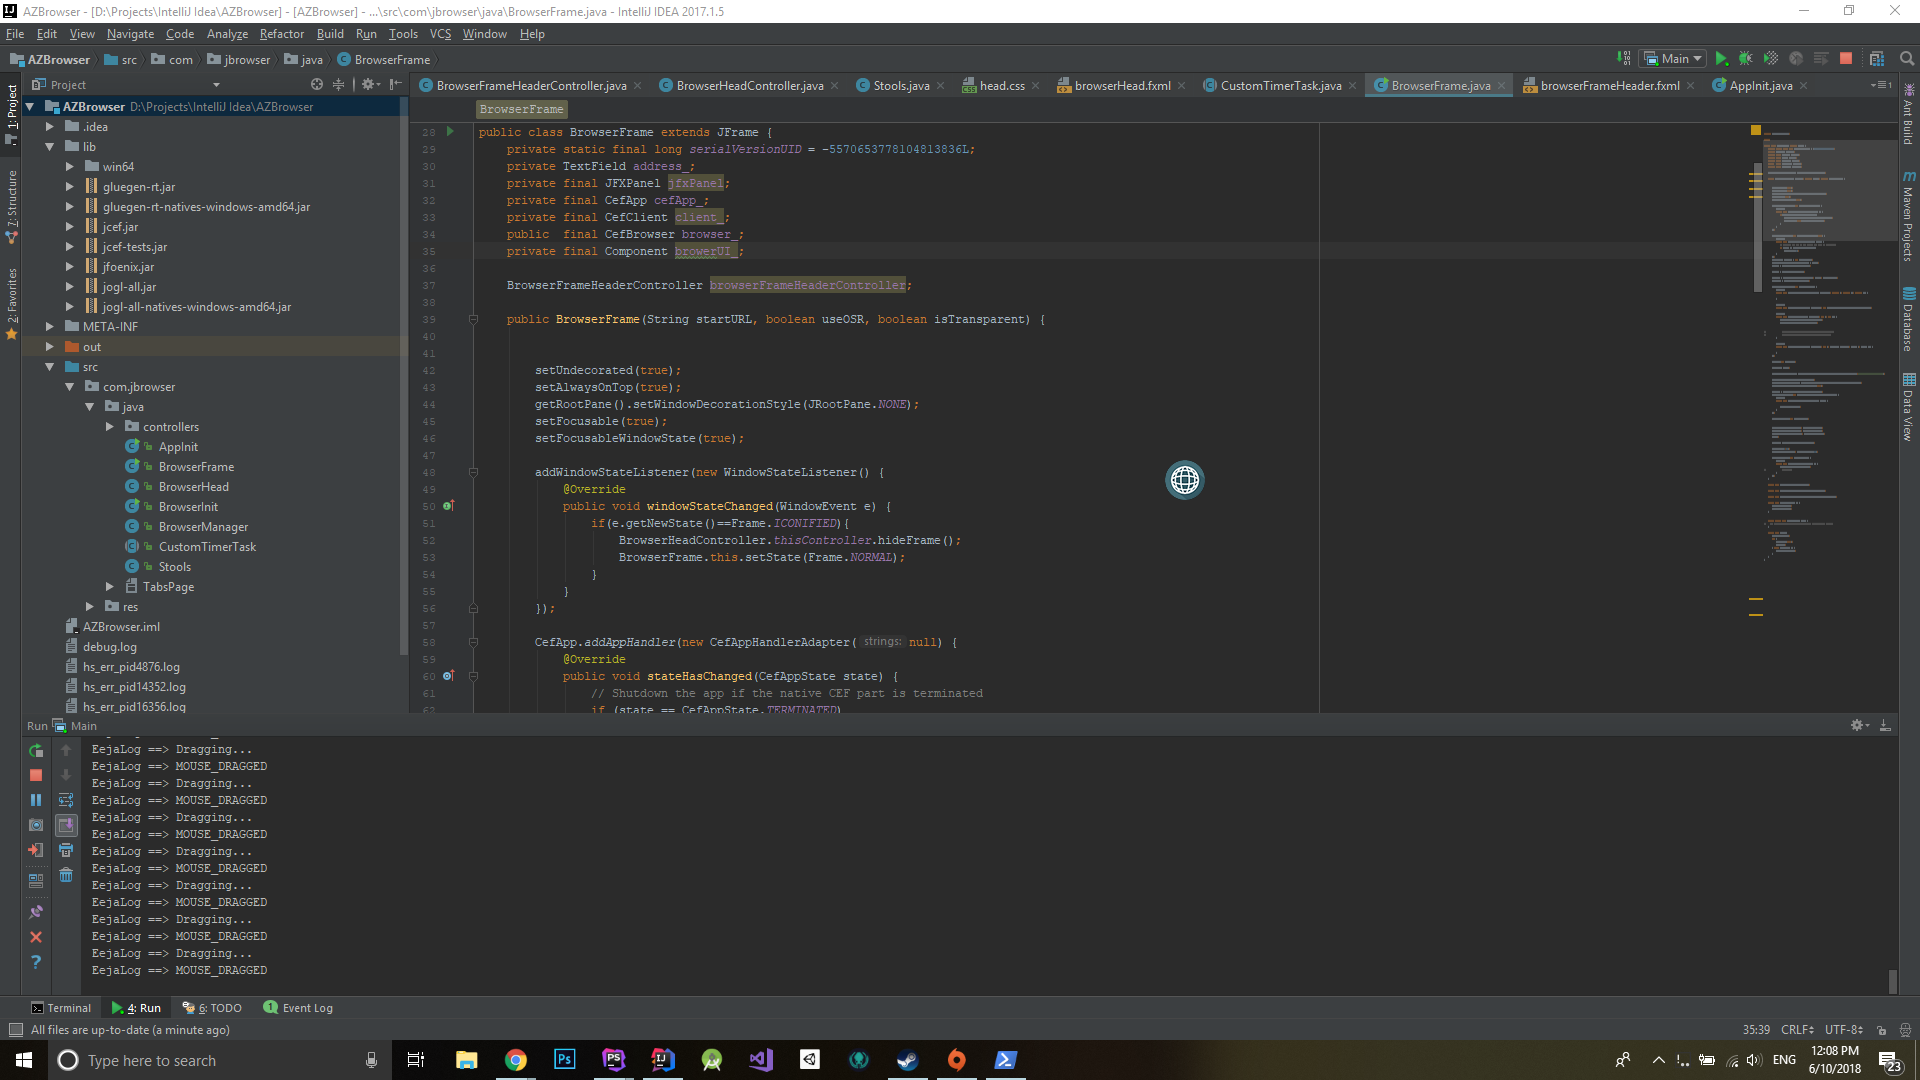 AZBrowser - [D:\Projects\IntelliJ Idea\AZBrowser] - [AZBrowser] - ...\src\com\jbrowser\java\BrowserFrame.java - IntelliJ IDEA 2017.1.5
File Edit View Navigate Code Analyze Refactor Build Run Tools VCS Window Help
AZBrowser src com jbrowser java BrowserFrame
Main
Project
BrowserFrameHeaderController.java BrowserHeadController.java Stools.java head.css browserHead.fxml CustomTimerTask.java BrowserFrame.java browserFrameHeader.fxml AppInit.java
1: Project
7: Structure
2: Favorites
AZBrowser D:\Projects\IntelliJ Idea\AZBrowser
.idea
lib
win64
gluegen-rt.jar
gluegen-rt-natives-windows-amd64.jar
jcef.jar
jcef-tests.jar
jfoenix.jar
jogl-all.jar
jogl-all-natives-windows-amd64.jar
META-INF
out
src
com.jbrowser
java
controllers
AppInit
BrowserFrame
BrowserHead
BrowserInit
BrowserManager
CustomTimerTask
Stools
TabsPage
res
AZBrowser.iml
debug.log
hs_err_pid4876.log
hs_err_pid14352.log
hs_err_pid16356.log
BrowserFrame
28 public class BrowserFrame extends JFrame {
29 private static final long serialVersionUID = -5570653778104813836L;
30 private TextField address_;
31 private final JFXPanel jfxPanel;
32 private final CefApp cefApp_;
33 private final CefClient client_;
34 public  final CefBrowser browser_;
35 private final Component browerUI_;
36
37 BrowserFrameHeaderController browserFrameHeaderController;
38
39 public BrowserFrame(String startURL, boolean useOSR, boolean isTransparent) {
40
41
42 setUndecorated(true);
43 setAlwaysOnTop(true);
44 getRootPane().setWindowDecorationStyle(JRootPane.NONE);
45 setFocusable(true);
46 setFocusableWindowState(true);
47
48 addWindowStateListener(new WindowStateListener() {
49 @Override
50 public void windowStateChanged(WindowEvent e) {
51 if(e.getNewState()==Frame.ICONIFIED){
52 BrowserHeadController.thisController.hideFrame();
53 BrowserFrame.this.setState(Frame.NORMAL);
54 }
55 }
56 });
57
58 CefApp.addAppHandler(new CefAppHandlerAdapter( strings: null) {
59 @Override
60 public void stateHasChanged(CefAppState state) {
61 // Shutdown the app if the native CEF part is terminated
62 if (state == CefAppState.TERMINATED)
Ant Build
Maven Projects
Database
Data View
Run Main
EejaLog ==> Dragging...
EejaLog ==> MOUSE_DRAGGED
EejaLog ==> Dragging...
EejaLog ==> MOUSE_DRAGGED
EejaLog ==> Dragging...
EejaLog ==> MOUSE_DRAGGED
EejaLog ==> Dragging...
EejaLog ==> MOUSE_DRAGGED
EejaLog ==> Dragging...
EejaLog ==> MOUSE_DRAGGED
EejaLog ==> Dragging...
EejaLog ==> MOUSE_DRAGGED
EejaLog ==> Dragging...
EejaLog ==> MOUSE_DRAGGED
Terminal 4: Run 6: TODO 1 Event Log
All files are up-to-date (a minute ago)
35:39 CRLF UTF-8
Type here to search
Ps PS IJ
ENG
12:08 PM
6/10/2018
23